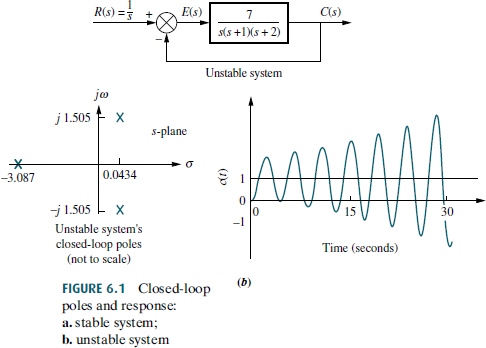 R(s) = 1/s
+
−
E(s)
7
s(s + 1)(s + 2)
C(s)
Unstable system
jω
j 1.505
X
s-plane
X
σ
–3.087
0.0434
–j 1.505
X
Unstable system's
closed-loop poles
(not to scale)
c(t)
1
0
–1
0
15
30
Time (seconds)
(b)
FIGURE 6.1 Closed-loop
poles and response:
a. stable system;
b. unstable system